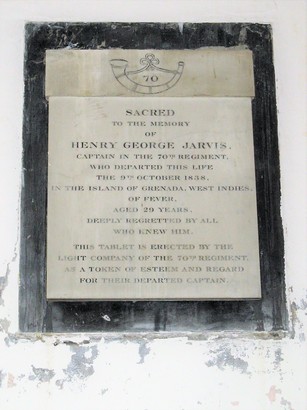 70
SACRED
TO THE MEMORY
OF
HENRY GEORGE JARVIS,
CAPTAIN IN THE 70TH REGIMENT,
WHO DEPARTED THIS LIFE
THE 9TH OCTOBER 1838,
IN THE ISLAND OF GRENADA, WEST INDIES,
OF FEVER,
AGED 29 YEARS,
DEEPLY REGRETTED BY ALL
WHO KNEW HIM.
THIS TABLET IS ERECTED BY THE
LIGHT COMPANY OF THE 70TH REGIMENT,
AS A TOKEN OF ESTEEM AND REGARD
FOR THEIR DEPARTED CAPTAIN.